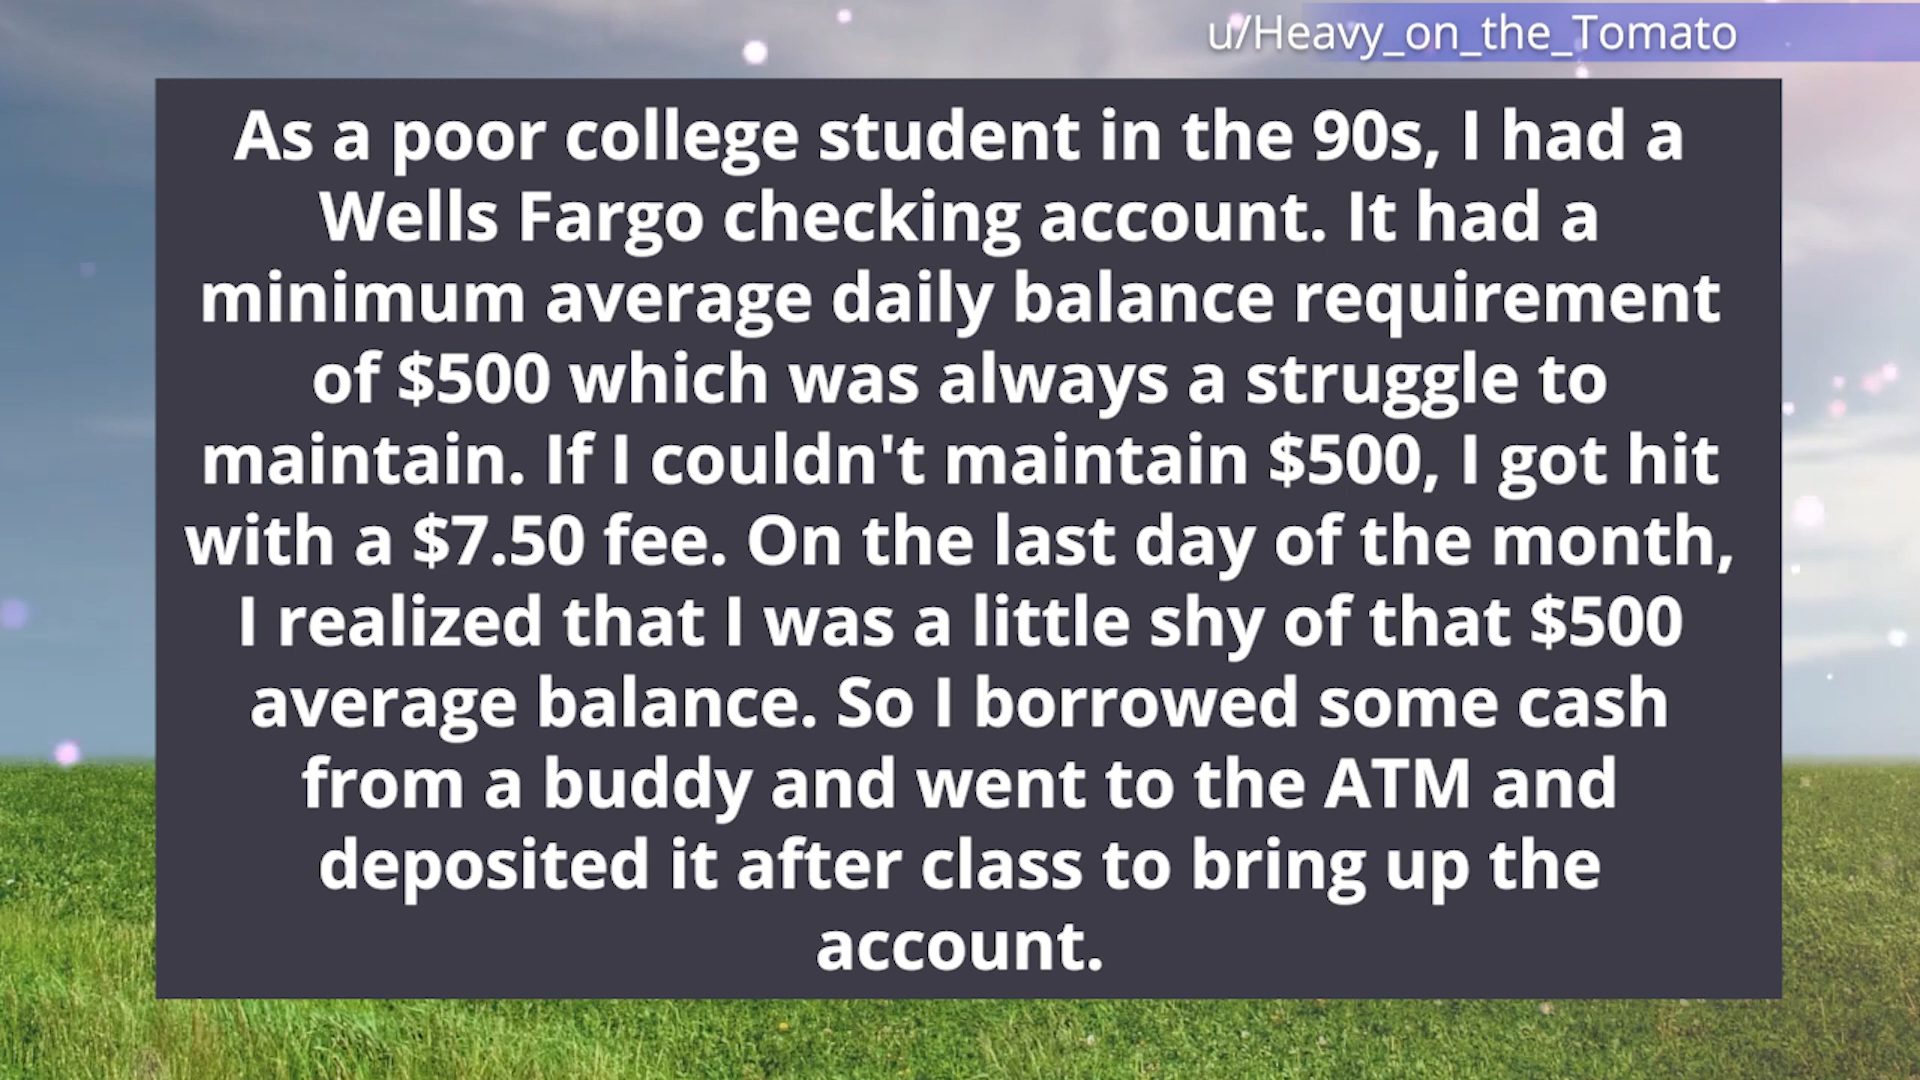 u/Heavy_on_the_Tomato
As a poor college student in the 90s, I had a
Wells Fargo checking account. It had a
minimum average daily balance requirement
of $500 which was always a struggle to
maintain. If I couldn't maintain $500, I got hit
with a $7.50 fee. On the last day of the month,
I realized that I was a little shy of that $500
average balance. So I borrowed some cash
from a buddy and went to the ATM and
deposited it after class to bring up the
account.